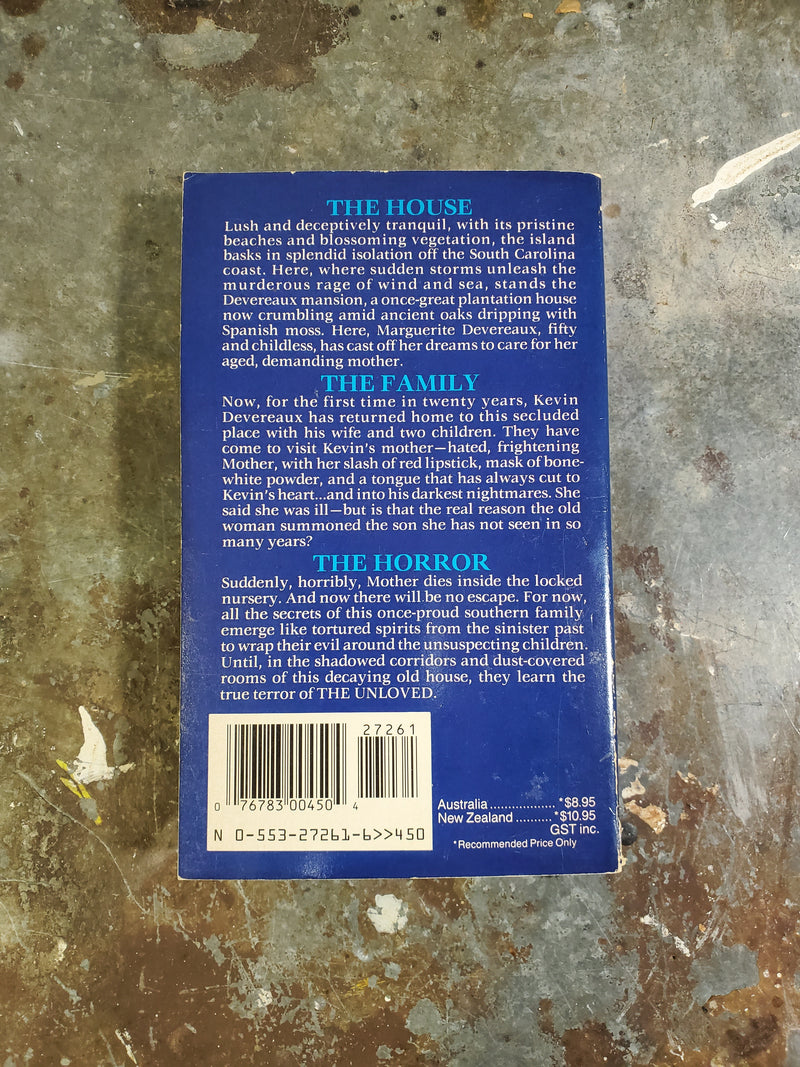 THE HOUSE
Lush and deceptively tranquil, with its pristine
beaches and blossoming vegetation, the island
basks in splendid isolation off the South Carolina
coast. Here, where sudden storms unleash the
murderous rage of wind and sea, stands the
Devereaux mansion, a once-great plantation house
now crumbling amid ancient oaks dripping with
Spanish moss. Here, Marguerite Devereaux, fifty
and childless, has cast off her dreams to care for her
aged, demanding mother.
THE FAMILY
Now, for the first time in twenty years, Kevin
Devereaux has returned home to this secluded
place with his wife and two children. They have
come to visit Kevin's mother—hated, frightening
Mother, with her slash of red lipstick, mask of bone-
white powder, and a tongue that has always cut to
Kevin's heart...and into his darkest nightmares. She
said she was ill—but is that the real reason the old
woman summoned the son she has not seen in so
many years?
THE HORROR
Suddenly, horribly, Mother dies inside the locked
nursery. And now there will be no escape. For now,
all the secrets of this once-proud southern family
emerge like tortured spirits from the sinister past
to wrap their evil around the unsuspecting children.
Until, in the shadowed corridors and dust-covered
rooms of this decaying old house, they learn the
true terror of THE UNLOVED.
27261
0 76783 00450 4
N 0-553-27261-6>>450
Australia.................. *$8.95
New Zealand.......... *$10.95
GST inc.
*Recommended Price Only